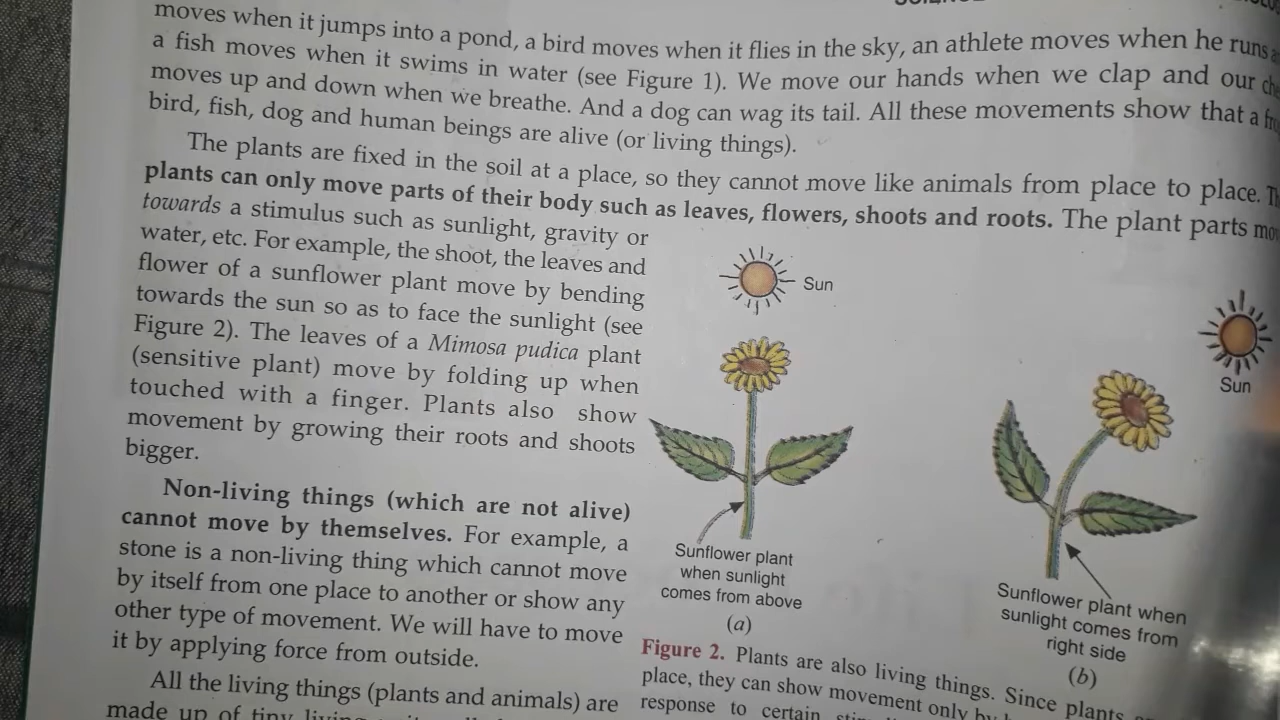 moves when it jumps into a pond, a bird moves when it flies in the sky, an athlete moves when he runs
a fish moves when it swims in water (see Figure 1). We move our hands when we clap and our
moves up and down when we breathe. And a dog can wag its tail. All these movements show that a
bird, fish, dog and human beings are alive (or living things).
The plants are fixed in the soil at a place, so they cannot move like animals from place to place.
plants can only move parts of their body such as leaves, flowers, shoots and roots. The plant parts
towards a stimulus such as sunlight, gravity or
water, etc. For example, the shoot, the leaves and
flower of a sunflower plant move by bending
towards the sun so as to face the sunlight (see
Figure 2). The leaves of a Mimosa pudica plant
(sensitive plant) move by folding up when
touched with a finger. Plants also show
movement by growing their roots and shoots
bigger.
Non-living things (which are not alive)
cannot move by themselves. For example, a
stone is a non-living thing which cannot move
by itself from one place to another or show any
other type of movement. We will have to move
it by applying force from outside.
All the living things (plants and animals) are
made up of tiny living
Sun
Sunflower plant
when sunlight
comes from above
(a)
Sun
Sunflower plant when
sunlight comes from
right side
(b)
Figure 2. Plants are also living things. Since plants
place, they can show movement only by
response to certain